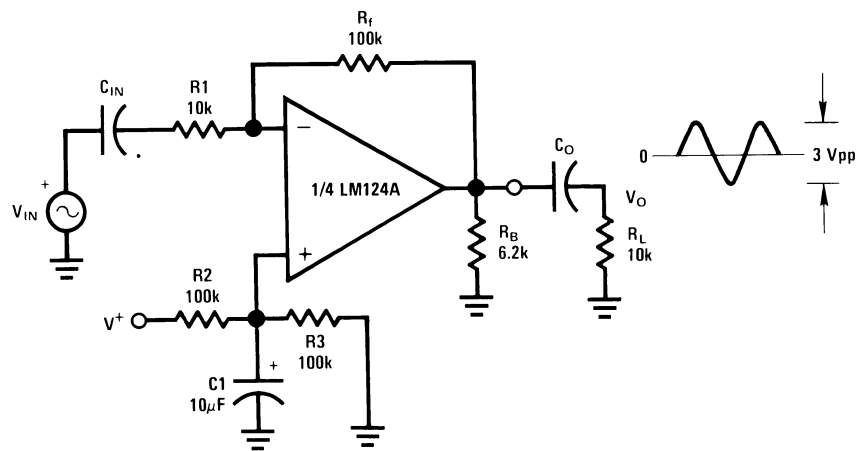 Rf
100k
CIN
R1
10k
−
1/4 LM124A
+
CO
0
3 Vpp
+
VIN
VO
RB
6.2k
RL
10k
R2
100k
V+
R3
100k
+
C1
10μF